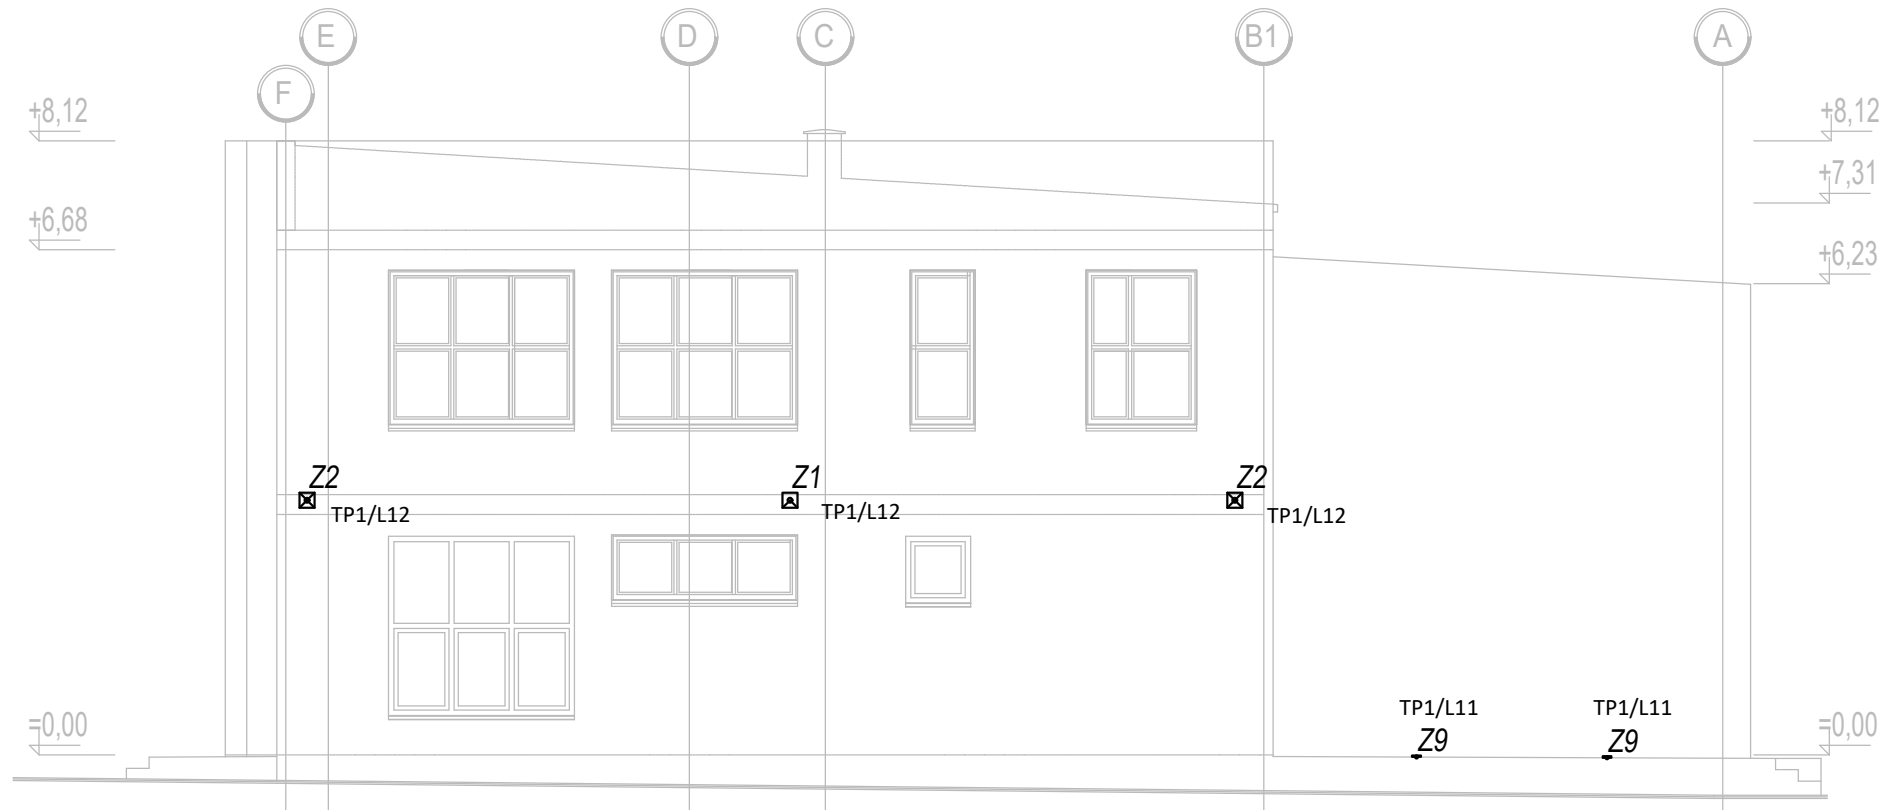 E
D
C
B1
A
F
+8,12
+8,12
+7,31
+6,68
+6,23
Z2
Z1
Z2
TP1/L12
TP1/L12
TP1/L12
TP1/L11
TP1/L11
=0,00
Z9
Z9
=0,00